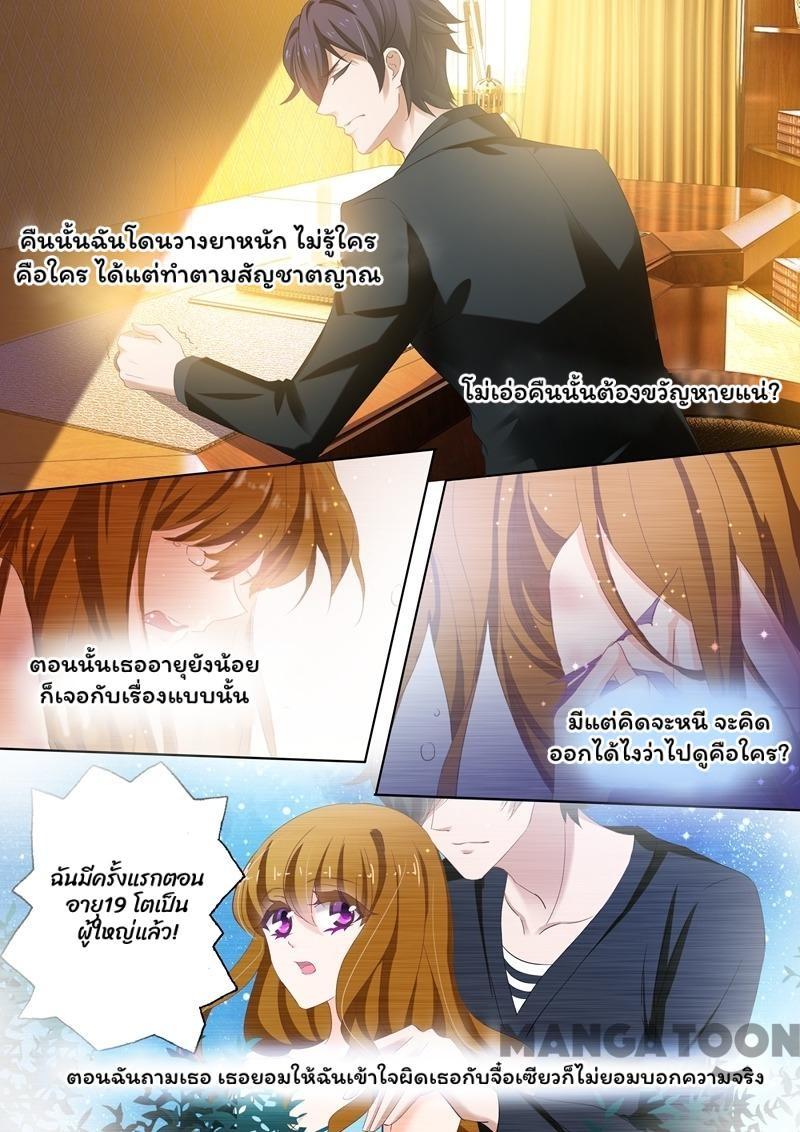 คืนนั้นฉันโดนวางยาหนัก ไม่รู้ใคร
คือใคร ได้แต่ทำตามสัญชาตญาณ
โม่เอ่อคืนนั้นต้องขวัญหายแน่?
ตอนนั้นเธออายุยังน้อย
ก็เจอกับเรื่องแบบนั้น
มีแต่คิดจะหนี จะคิด
ออกได้ไงว่าไปดูคือใคร?
ฉันมีครั้งแรกตอน
อายุ19 โตเป็น
ผู้ใหญ่แล้ว!
MANGATOON
ตอนฉันถามเธอ เธอยอมให้ฉันเข้าใจผิดเธอกับจื่อเซียวก็ไม่ยอมบอกความจริง